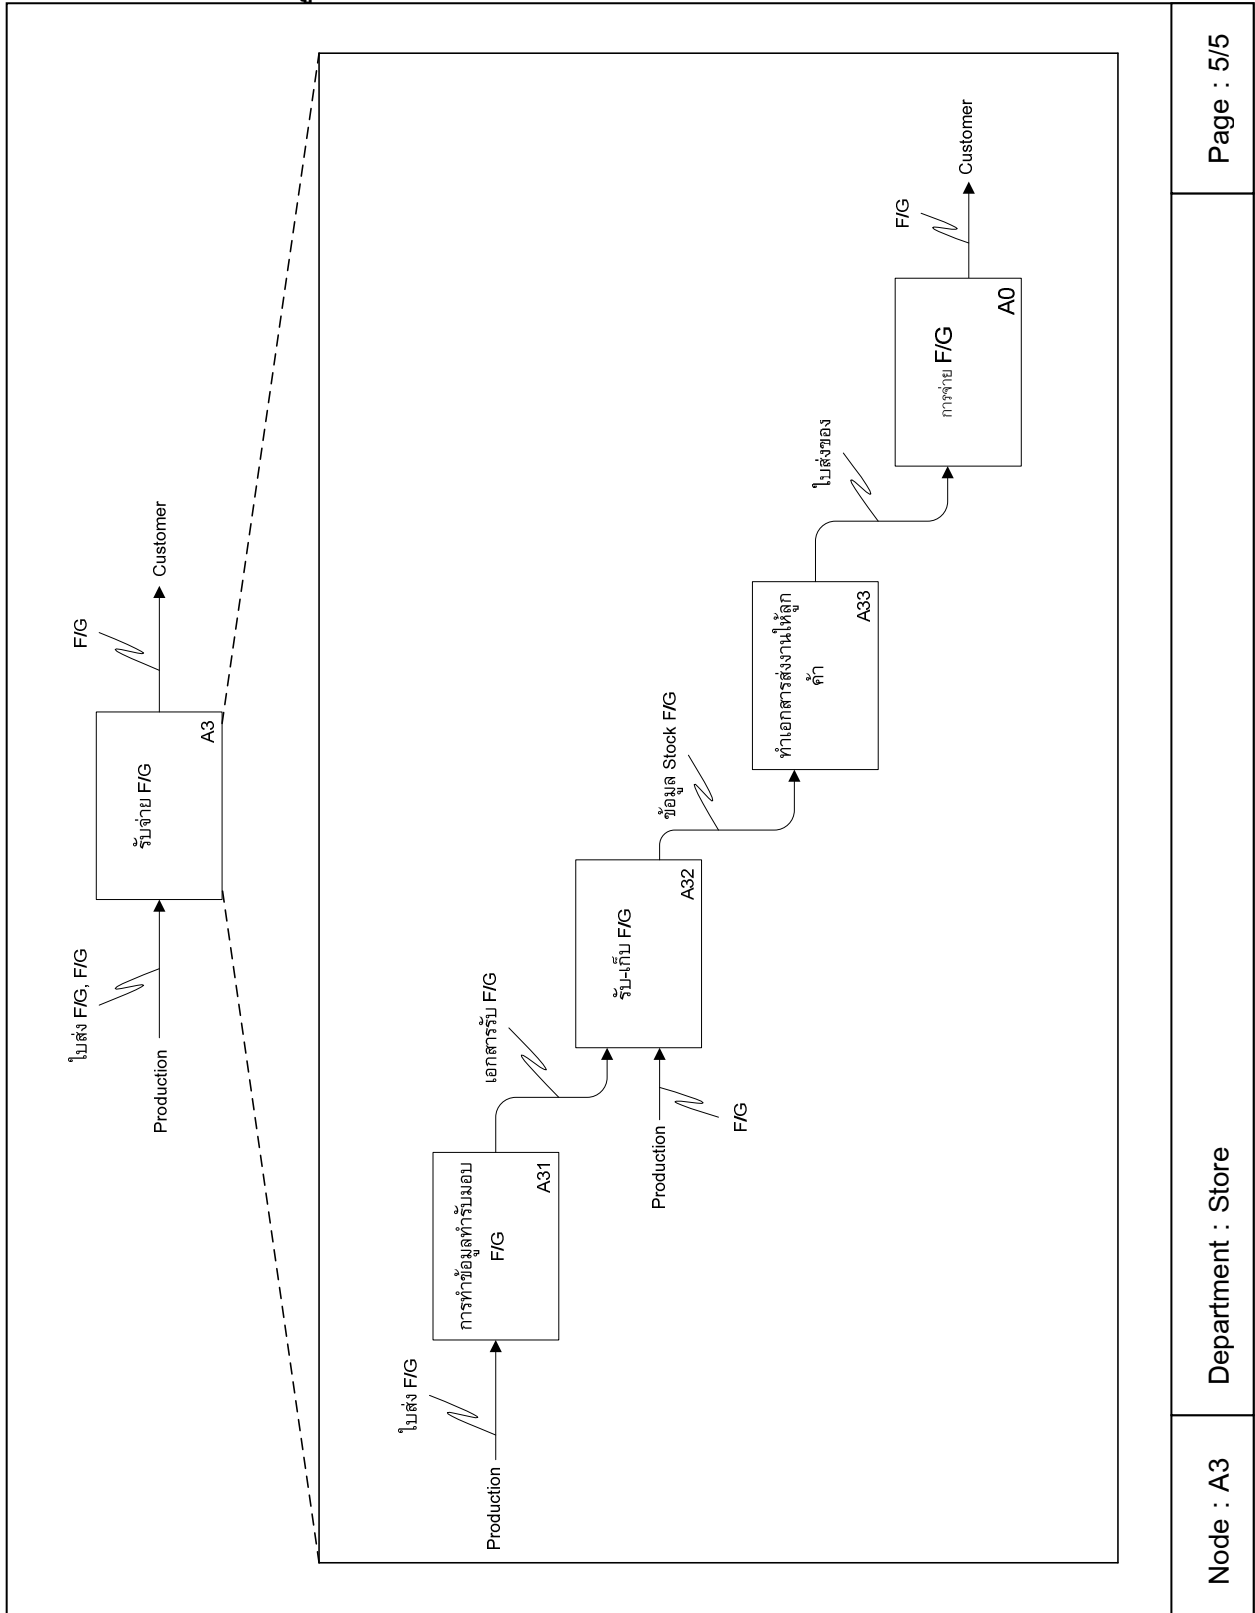 ใบส่ง F/G, F/G
F/G
Production
รับจ่าย F/G
A3
Customer
ใบส่ง F/G
Production
การทำข้อมูลทำรับมอบ
F/G
A31
เอกสารรับ F/G
Production
F/G
รับ-เก็บ F/G
A32
ข้อมูล Stock F/G
ทำเอกสารส่งงานให้ลูก
ค้า
A33
ใบส่งของ
การจ่าย F/G
A0
F/G
Customer
Node : A3
Department : Store
Page : 5/5